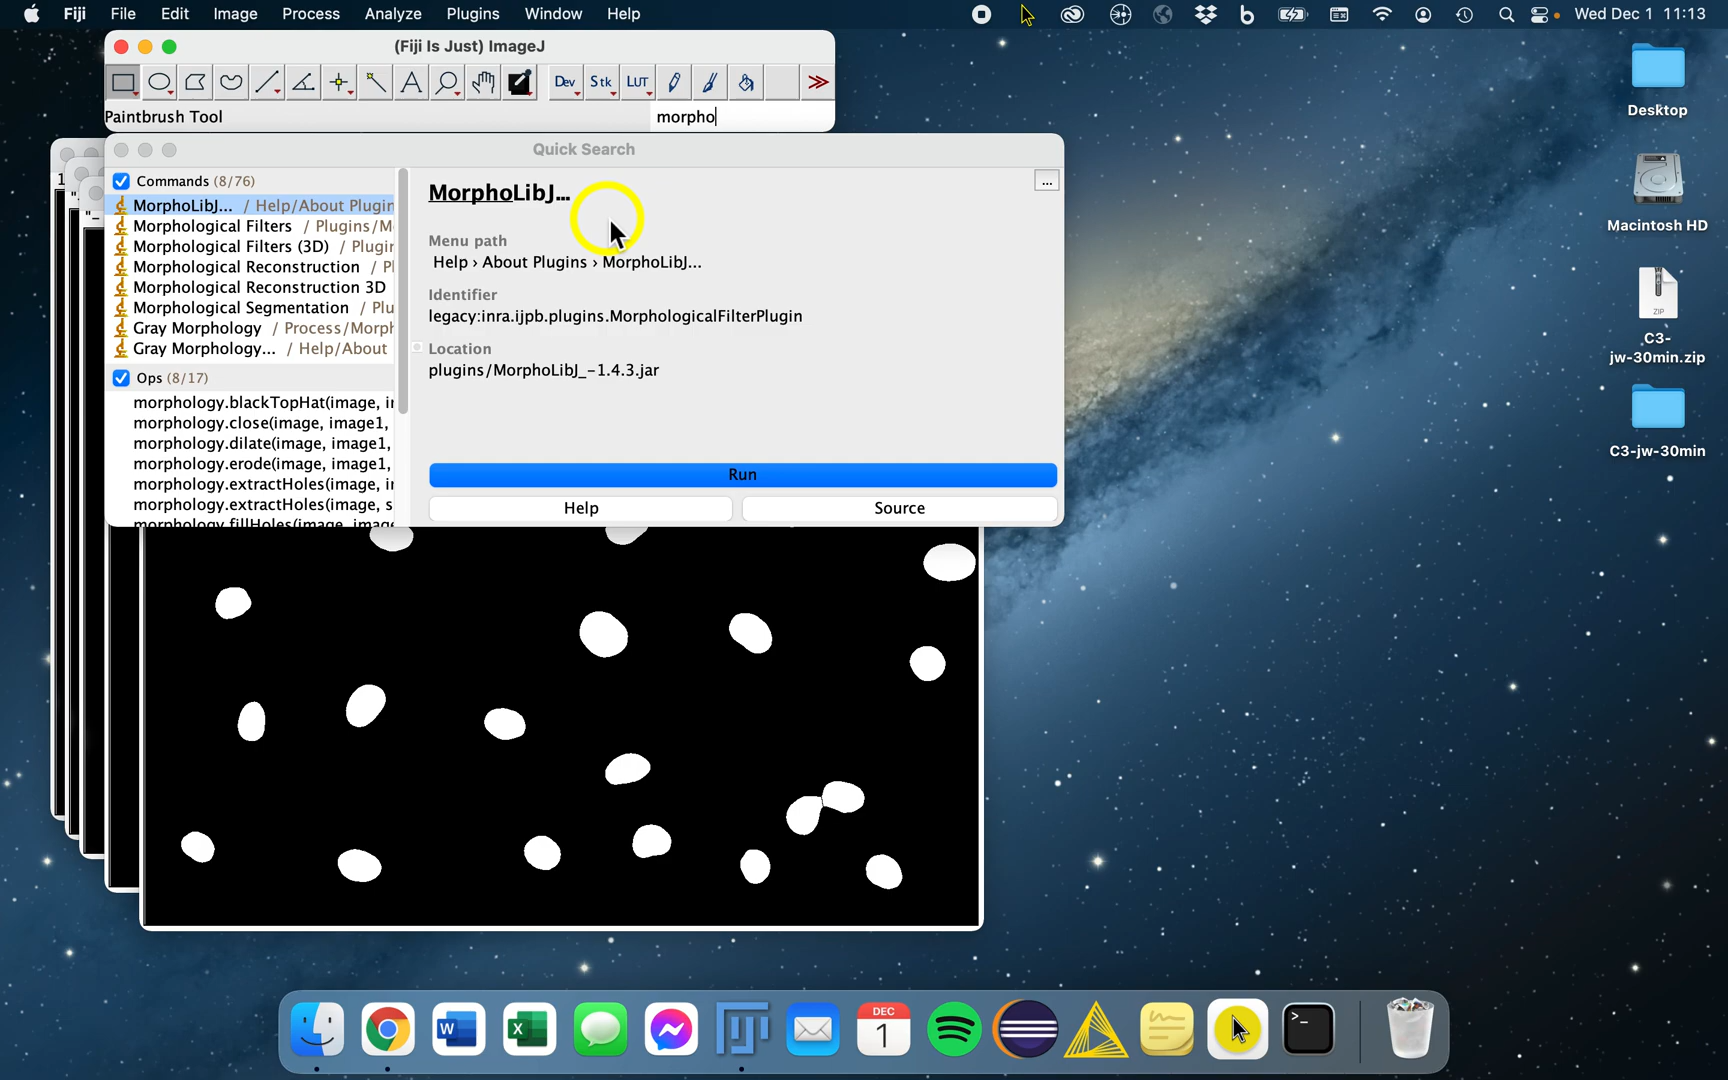 Fiji File Edit Image Process Analyze Plugins Window Help Wed Dec 1 11:13
(Fiji Is Just) ImageJ
Dev Stk LUT
Paintbrush Tool
morpho
Quick Search
Commands (8/76)
MorphoLibJ... / Help/About Plugin
Morphological Filters / Plugins/M
Morphological Filters (3D) / Plugin
Morphological Reconstruction / Pl
Morphological Reconstruction 3D
Morphological Segmentation / Plu
Gray Morphology / Process/Morph
Gray Morphology... / Help/About
Ops (8/17)
morphology.blackTopHat(image, i
morphology.close(image, image1,
morphology.dilate(image, image1,
morphology.erode(image, image1,
morphology.extractHoles(image, i
morphology.extractHoles(image, s
morphology.fillHoles(image, image
MorphoLibJ...
...
Menu path
Help › About Plugins › MorphoLibJ...
Identifier
legacy:inra.ijpb.plugins.MorphologicalFilterPlugin
Location
plugins/MorphoLibJ_-1.4.3.jar
Run
Help
Source
Desktop
Macintosh HD
ZIP
C3-
jw-30min.zip
C3-jw-30min
DEC
1